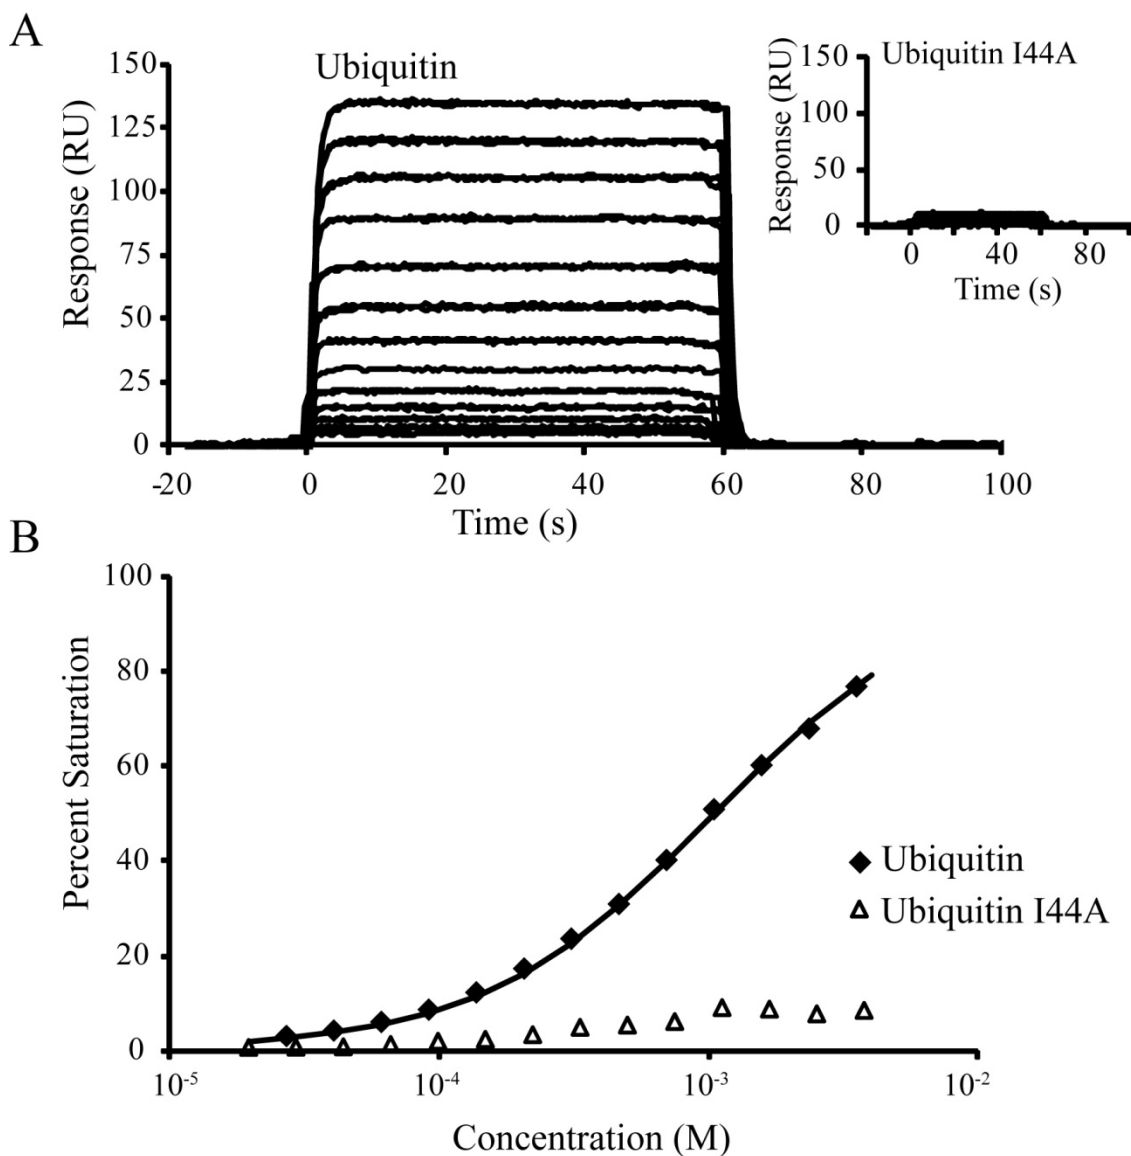 A
Ubiquitin
Response (RU)
150
125
100
75
50
25
0
-20
0
20
40
60
80
100
Time (s)
Ubiquitin I44A
Response (RU)
150
100
50
0
0
40
80
Time (s)
B
Percent Saturation
100
80
60
40
20
0
10⁻⁵
10⁻⁴
10⁻³
10⁻²
Concentration (M)
Ubiquitin
Ubiquitin I44A